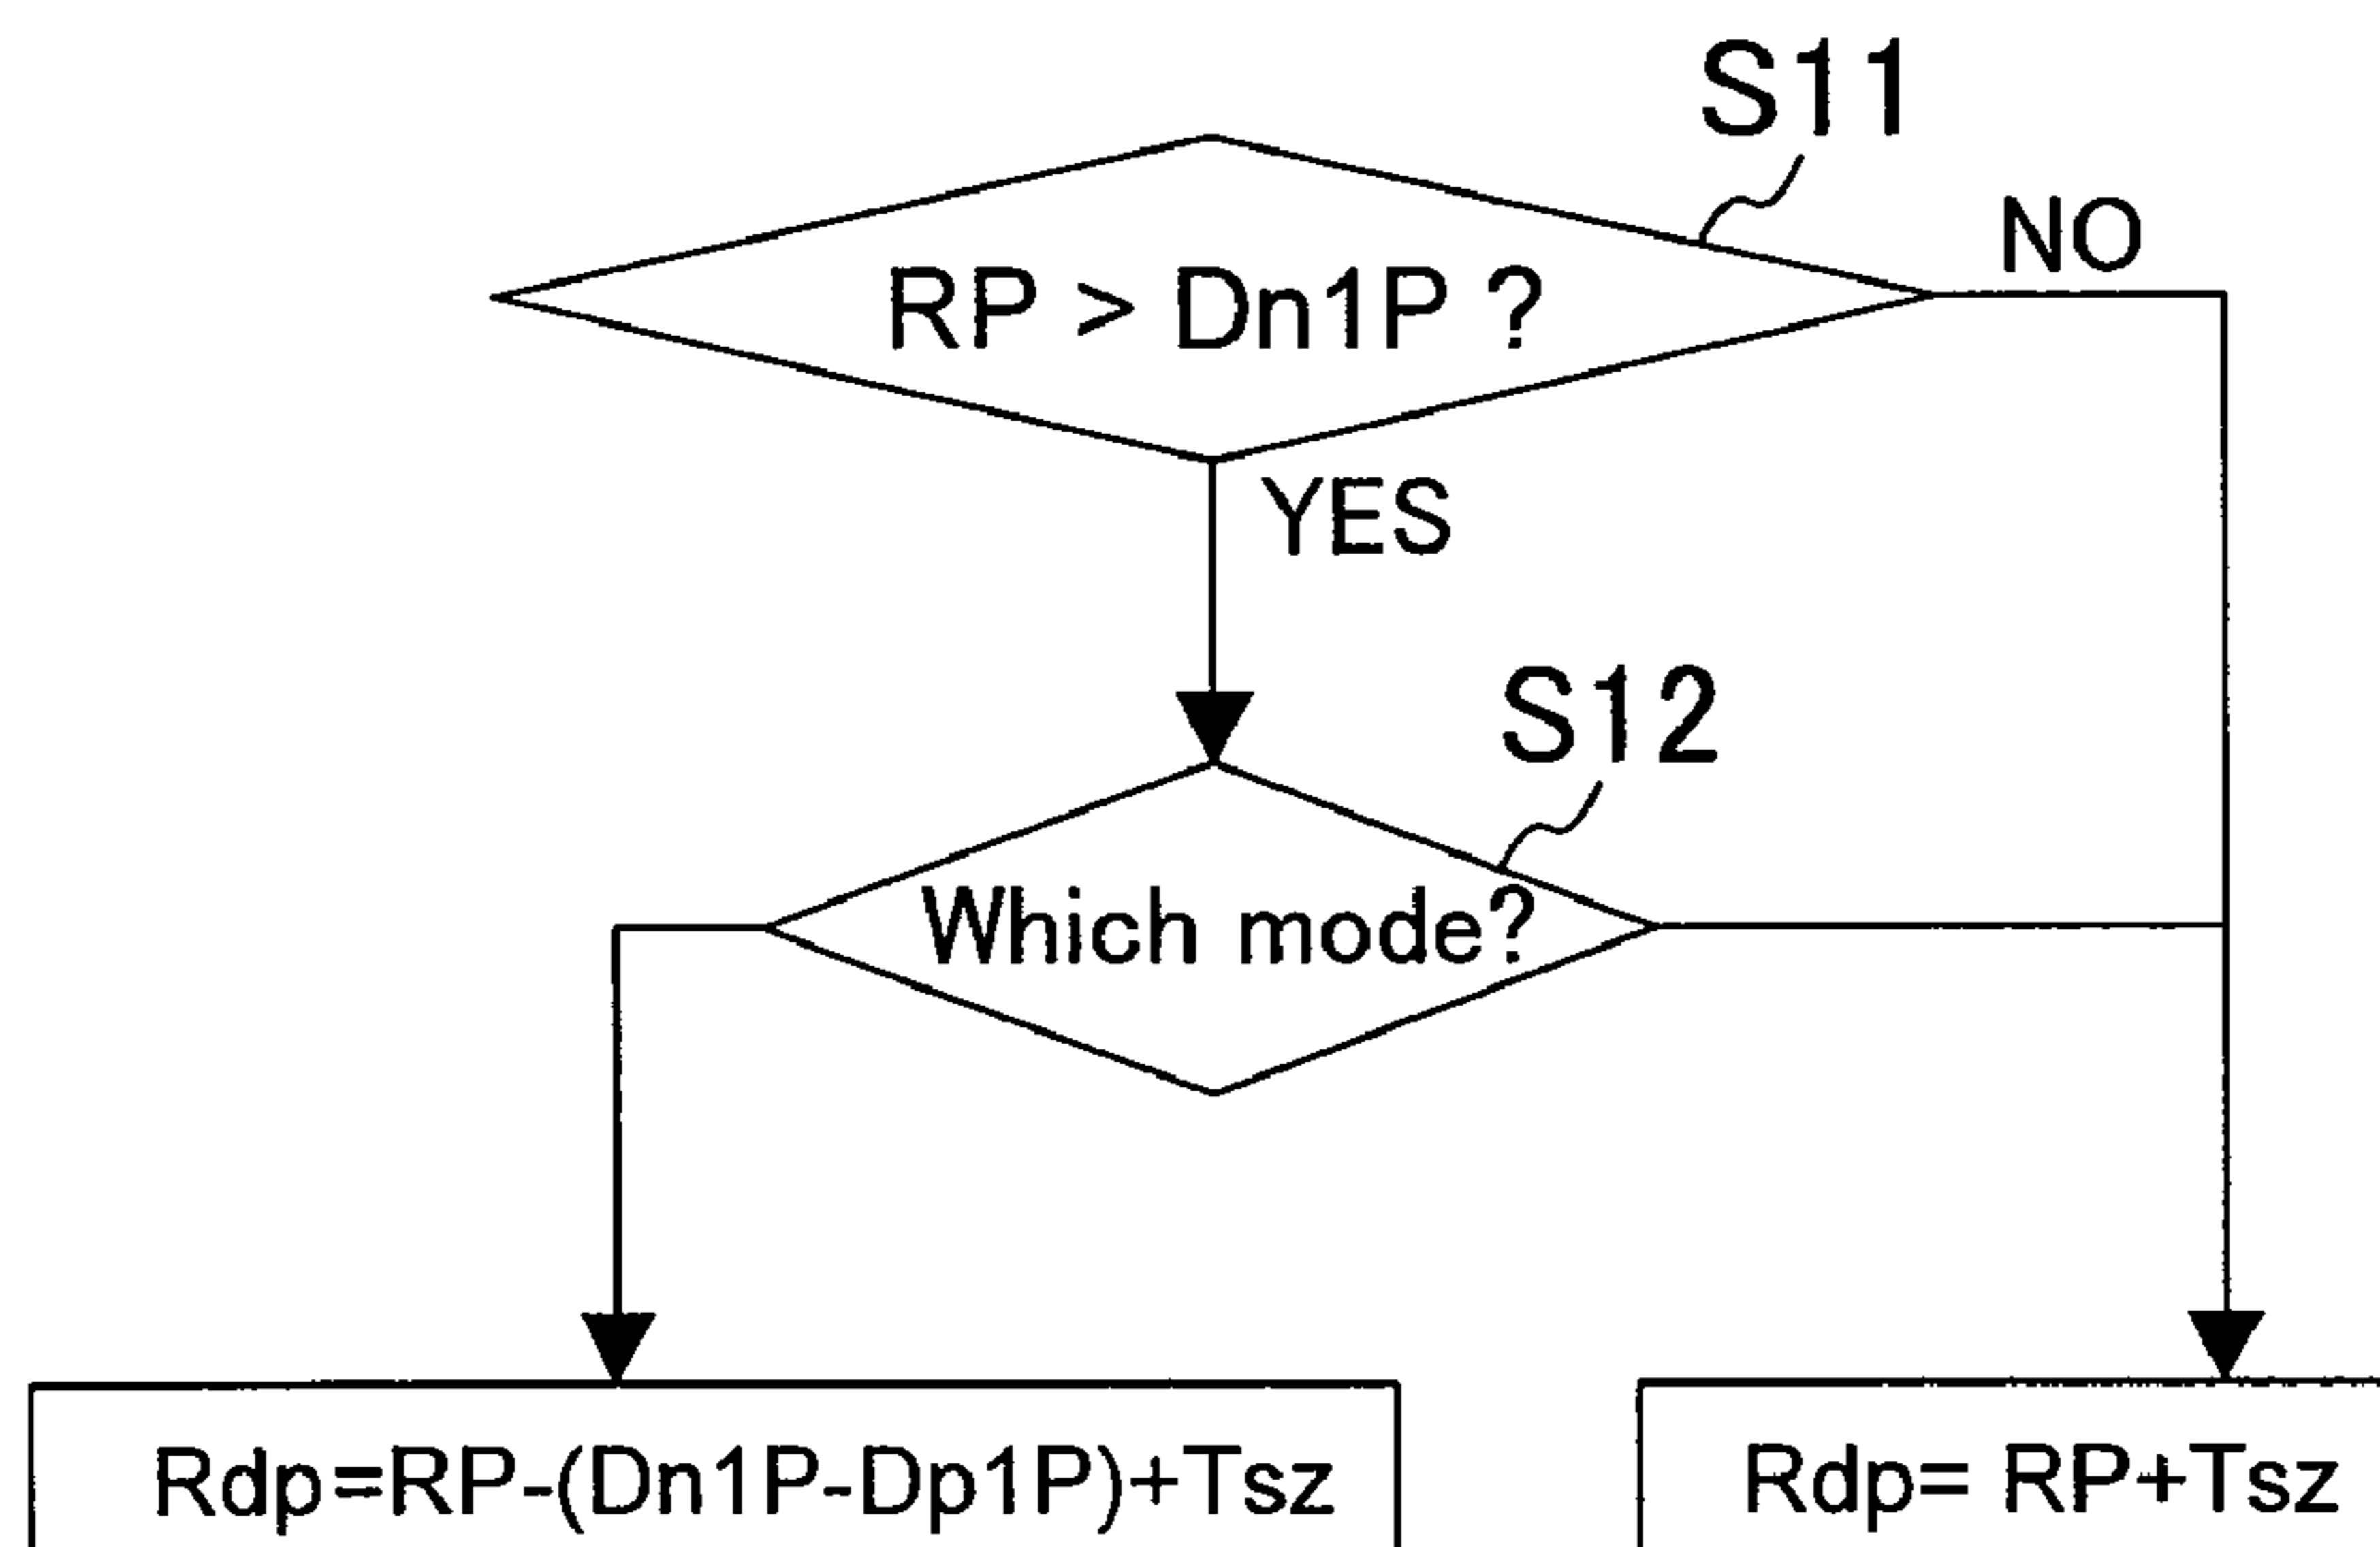 S11
NO
RP > Dn1P ?
YES
S12
Which mode?
Rdp=RP-(Dn1P-Dp1P)+Tsz
Rdp= RP+Tsz